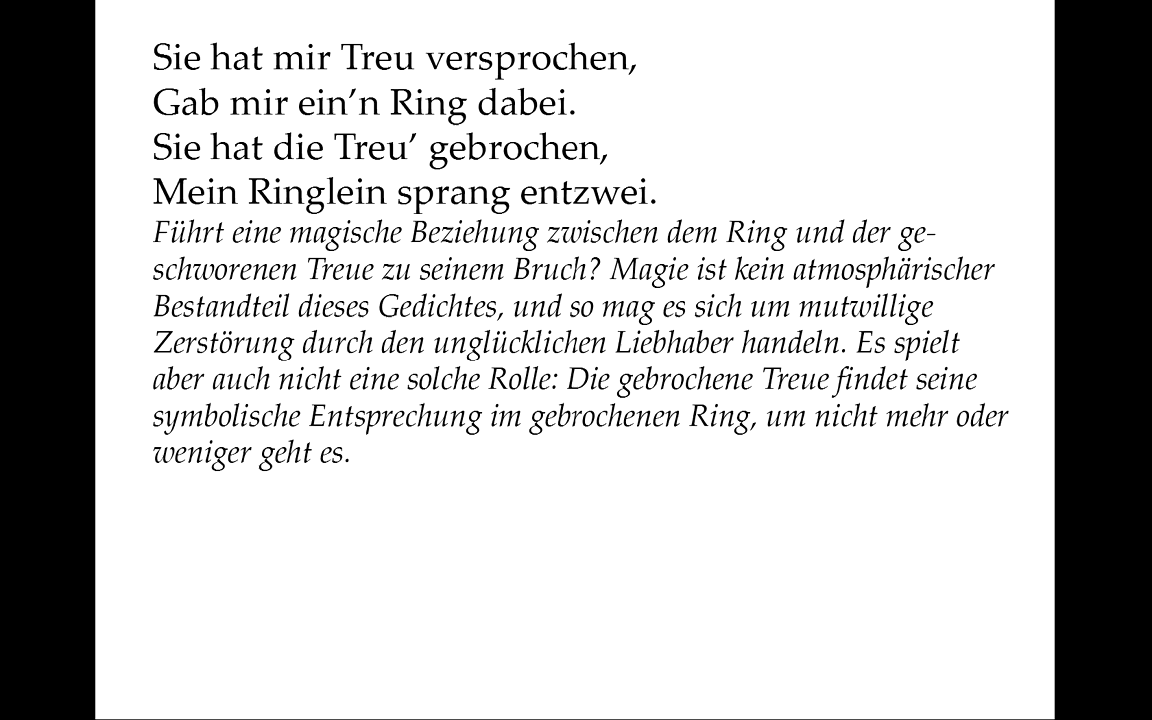 Sie hat mir Treu versprochen,
Gab mir ein’n Ring dabei.
Sie hat die Treu’ gebrochen,
Mein Ringlein sprang entzwei.
Führt eine magische Beziehung zwischen dem Ring und der ge-
schworenen Treue zu seinem Bruch? Magie ist kein atmosphärischer
Bestandteil dieses Gedichtes, und so mag es sich um mutwillige
Zerstörung durch den unglücklichen Liebhaber handeln. Es spielt
aber auch nicht eine solche Rolle: Die gebrochene Treue findet seine
symbolische Entsprechung im gebrochenen Ring, um nicht mehr oder
weniger geht es.